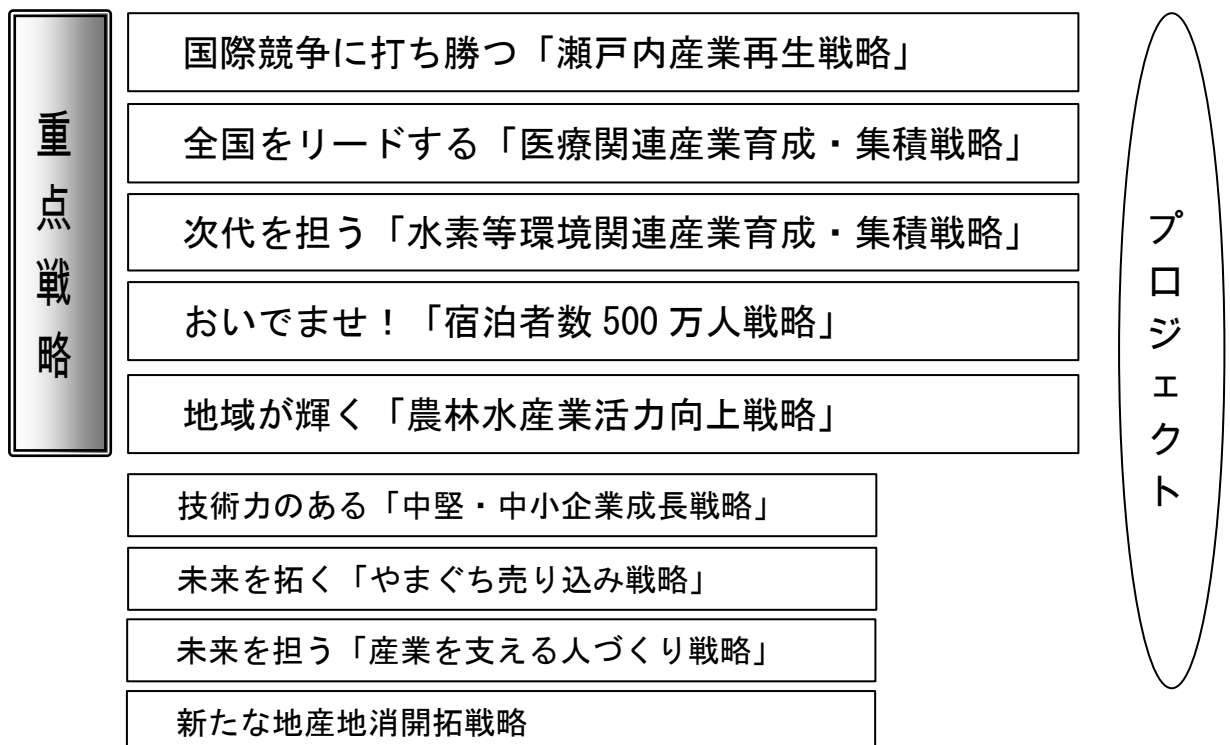 重点戦略
国際競争に打ち勝つ「瀬戸内産業再生戦略」
全国をリードする「医療関連産業育成・集積戦略」
次代を担う「水素等環境関連産業育成・集積戦略」
おいでませ！「宿泊者数 500 万人戦略」
地域が輝く「農林水産業活力向上戦略」
技術力のある「中堅・中小企業成長戦略」
未来を拓く「やまぐち売り込み戦略」
未来を担う「産業を支える人づくり戦略」
新たな地産地消開拓戦略
プロジェクト